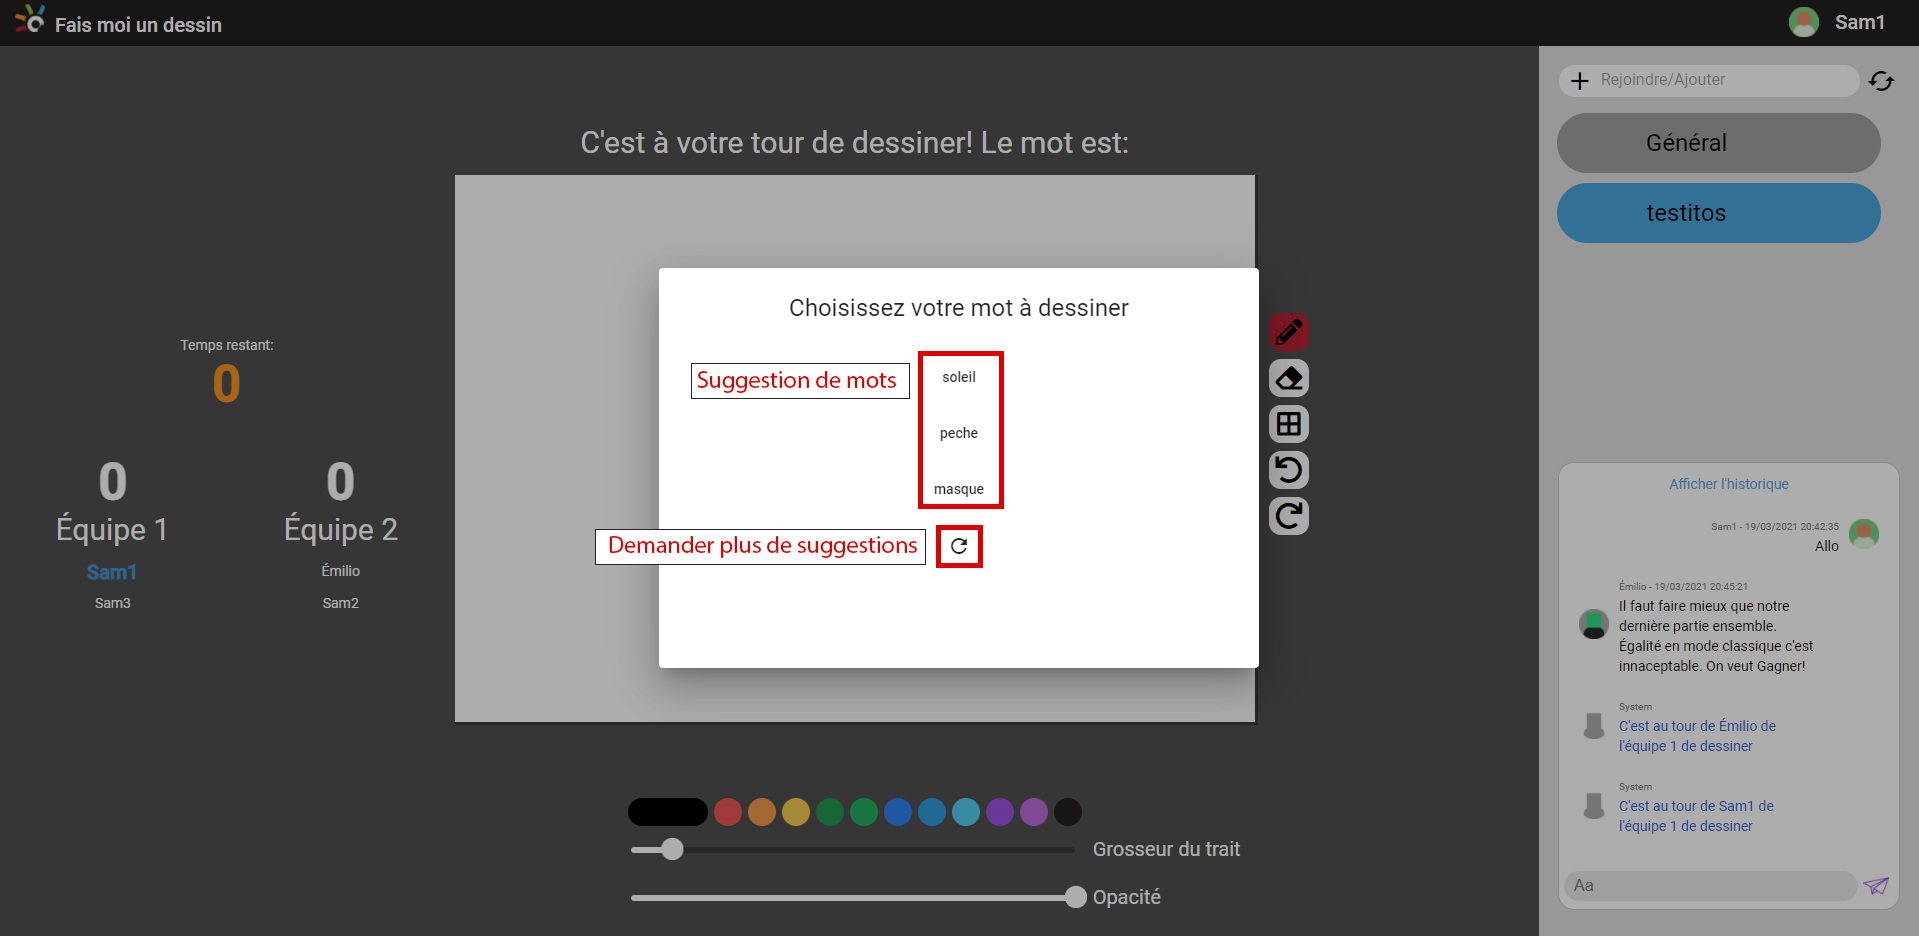 Fais moi un dessin
Sam1
Rejoindre/Ajouter
Général
testitos
C'est à votre tour de dessiner! Le mot est:
Temps restant:
0
0
Équipe 1
Sam1
Sam3
0
Équipe 2
Émilio
Sam2
Choisissez votre mot à dessiner
Suggestion de mots
soleil
peche
masque
Demander plus de suggestions
Grosseur du trait
Opacité
Afficher l'historique
Sam1 - 19/03/2021 20:42:35
Allo
Émilio - 19/03/2021 20:45:21
Il faut faire mieux que notre
dernière partie ensemble.
Égalité en mode classique c'est
innaceptable. On veut Gagner!
System
C'est au tour de Émilio de
l'équipe 1 de dessiner
System
C'est au tour de Sam1 de
l'équipe 1 de dessiner
Aa